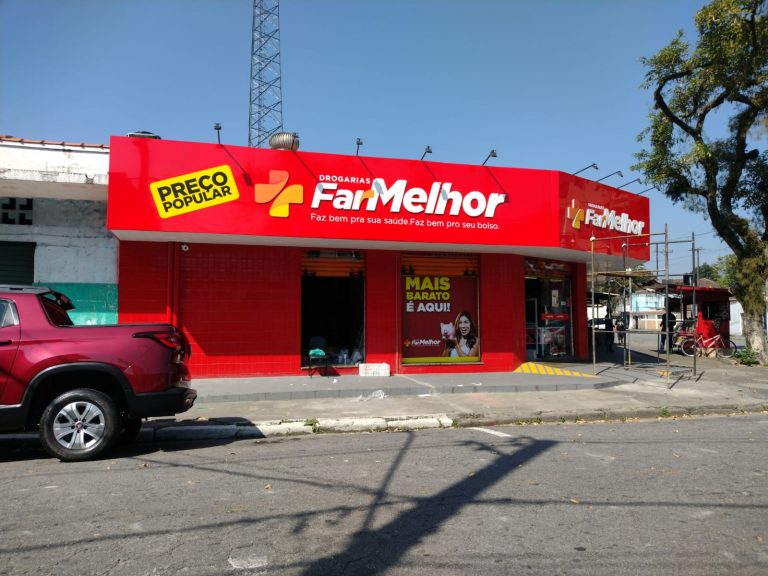 PREÇO
POPULAR
DROGARIAS
FarMelhor
Faz bem pra sua saúde.Faz bem pro seu bolso.
DROGARIAS
FarMelhor
MAIS
BARATO
É AQUI!
FarMelhor